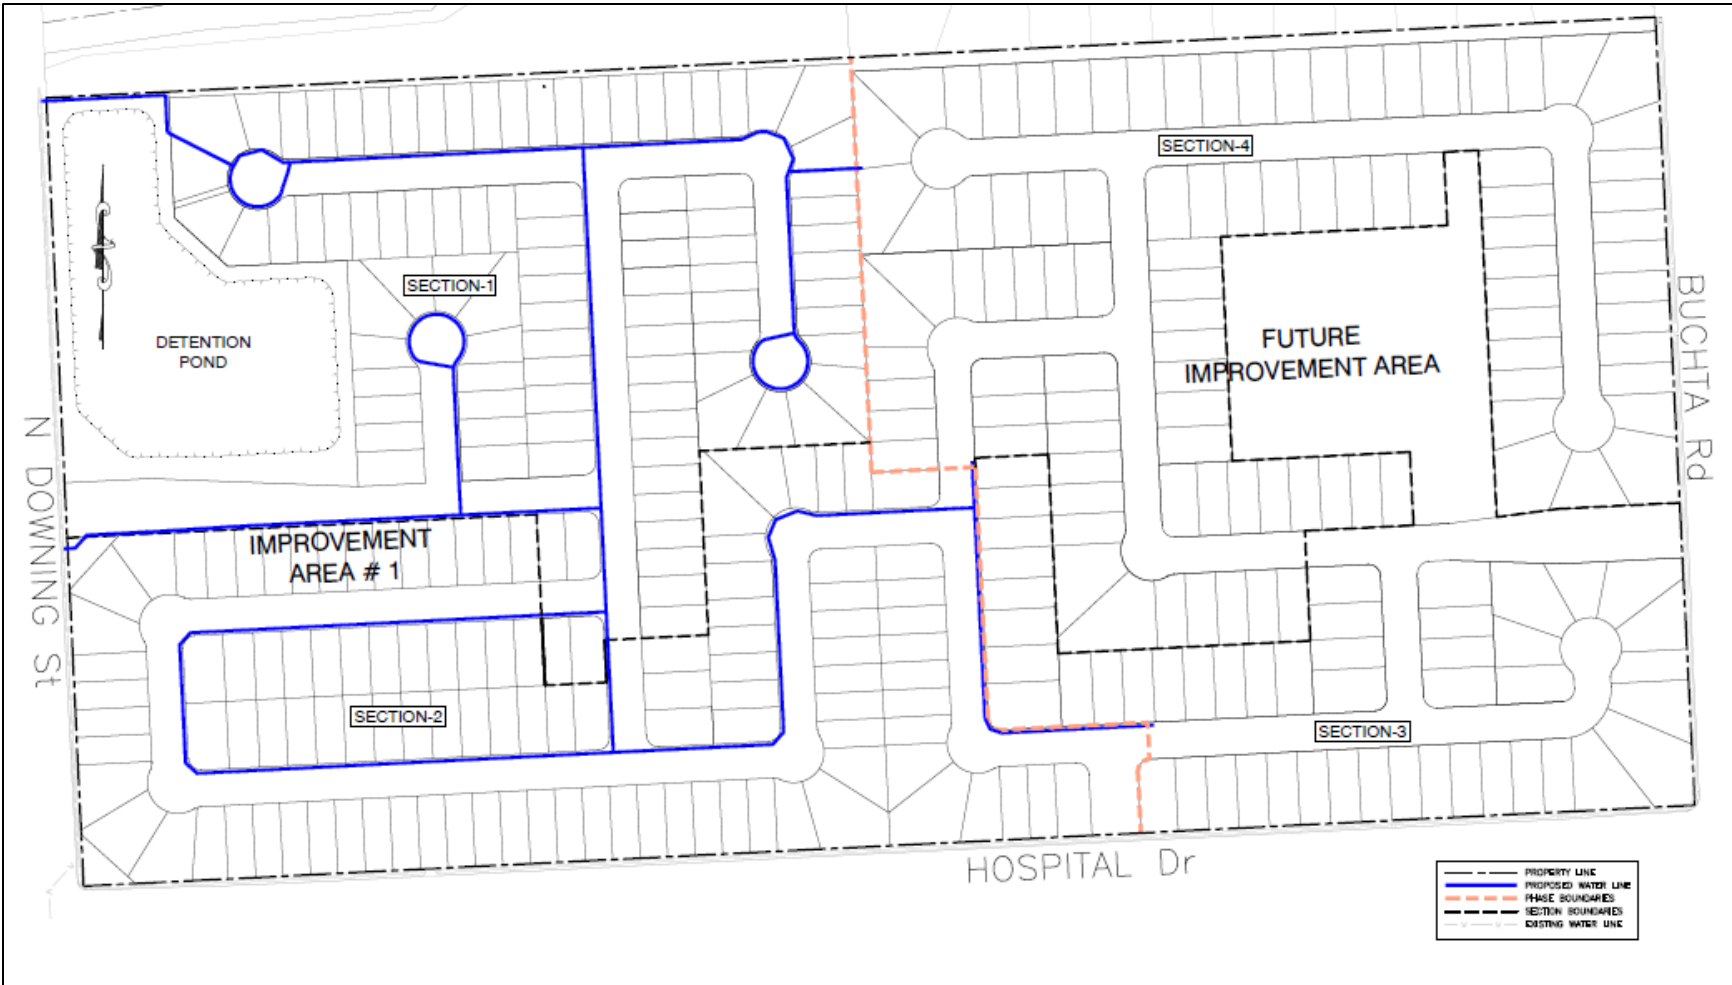 SECTION-4
SECTION-1
DETENTION
POND
FUTURE
IMPROVEMENT AREA
BUCHTA Rd
N DOWNING St
IMPROVEMENT
AREA # 1
SECTION-2
SECTION-3
HOSPITAL Dr
PROPERTY LINE
PROPOSED WATER LINE
PHASE BOUNDARIES
SECTION BOUNDARIES
EXISTING WATER LINE